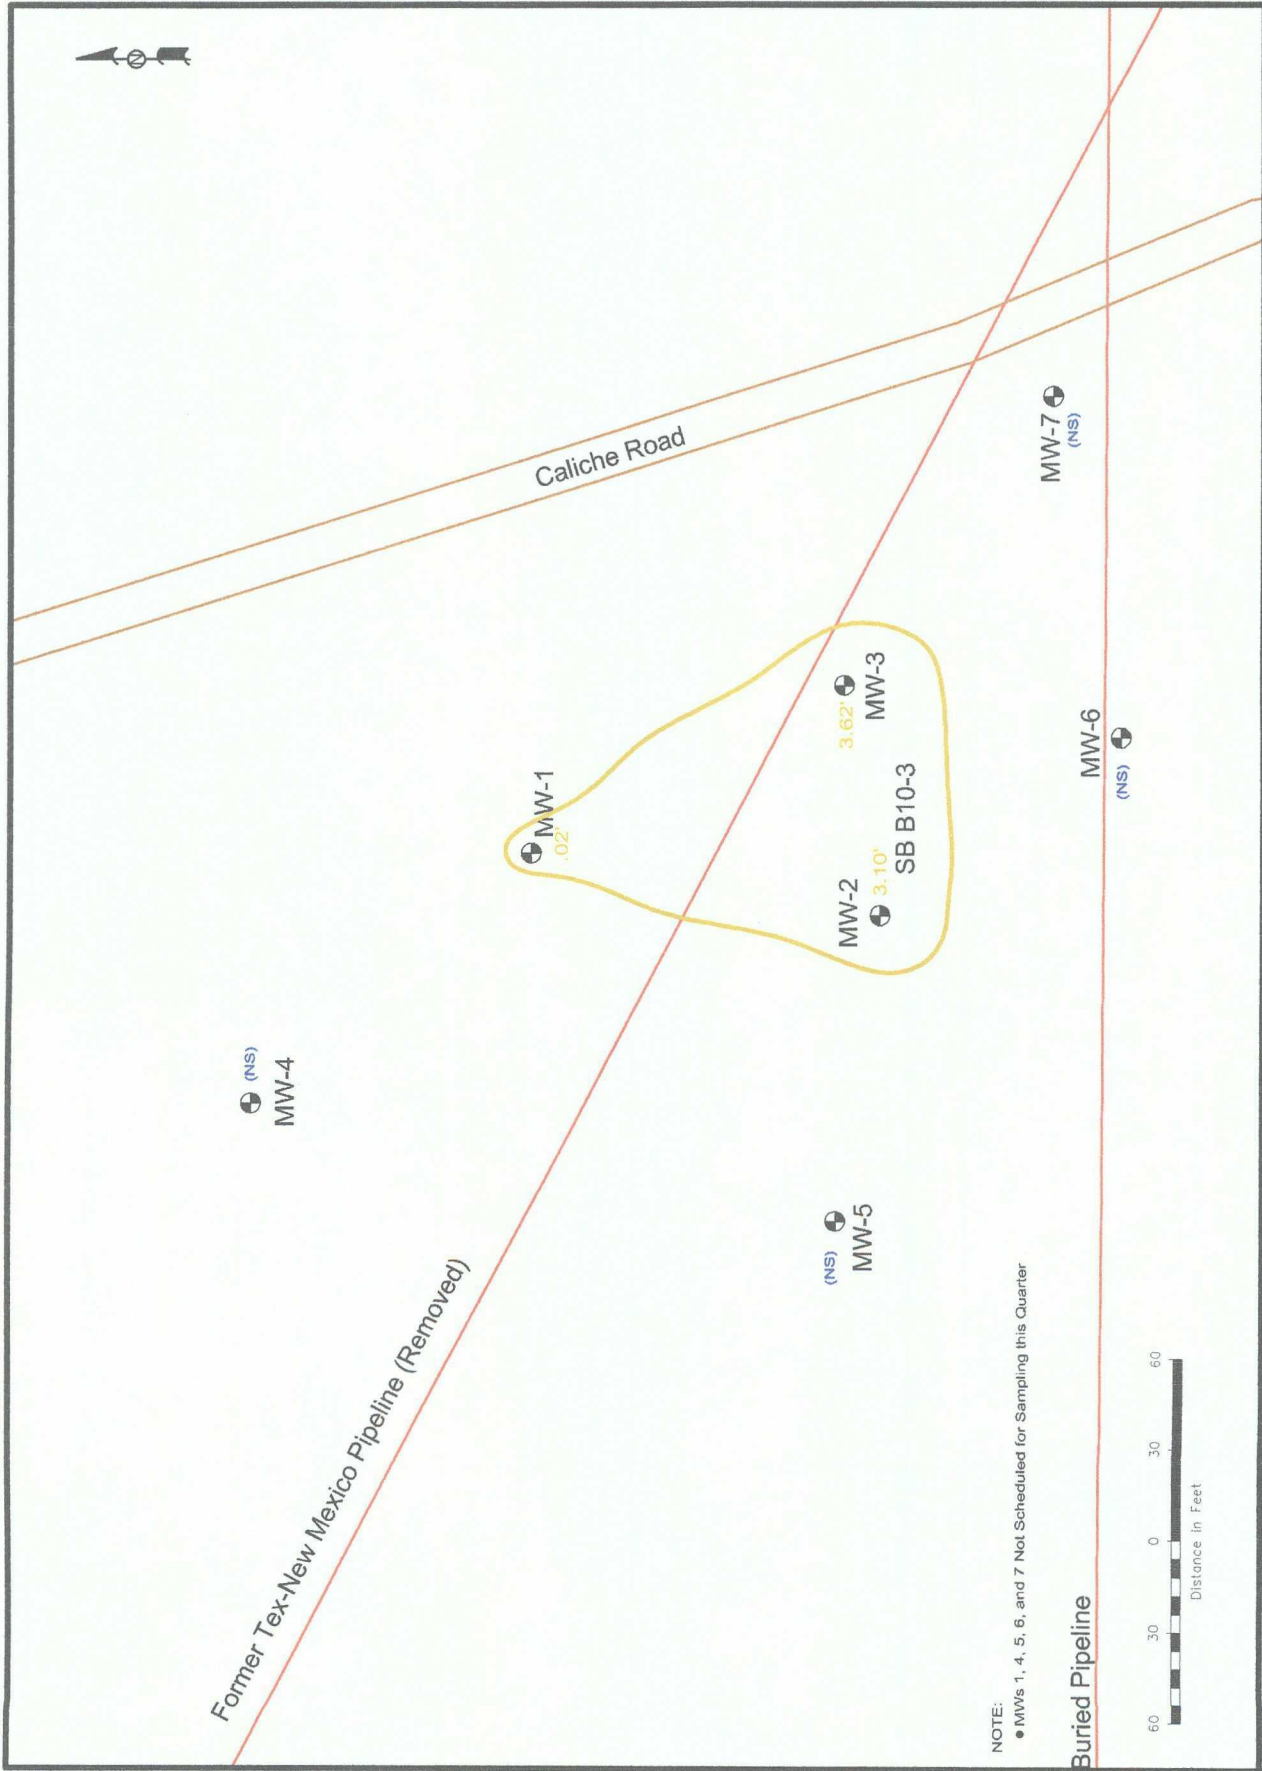 N
Caliche Road
MW-7
(NS)
MW-1
.02'
3.62'
MW-3
MW-6
(NS)
MW-2
3.10'
SB B10-3
(NS)
MW-4
(NS)
MW-5
Former Tex-New Mexico Pipeline (Removed)
NOTE:
• MWs 1, 4, 5, 6, and 7 Not Scheduled for Sampling this Quarter
Buried Pipeline
60 30 0 30 60
Distance in Feet